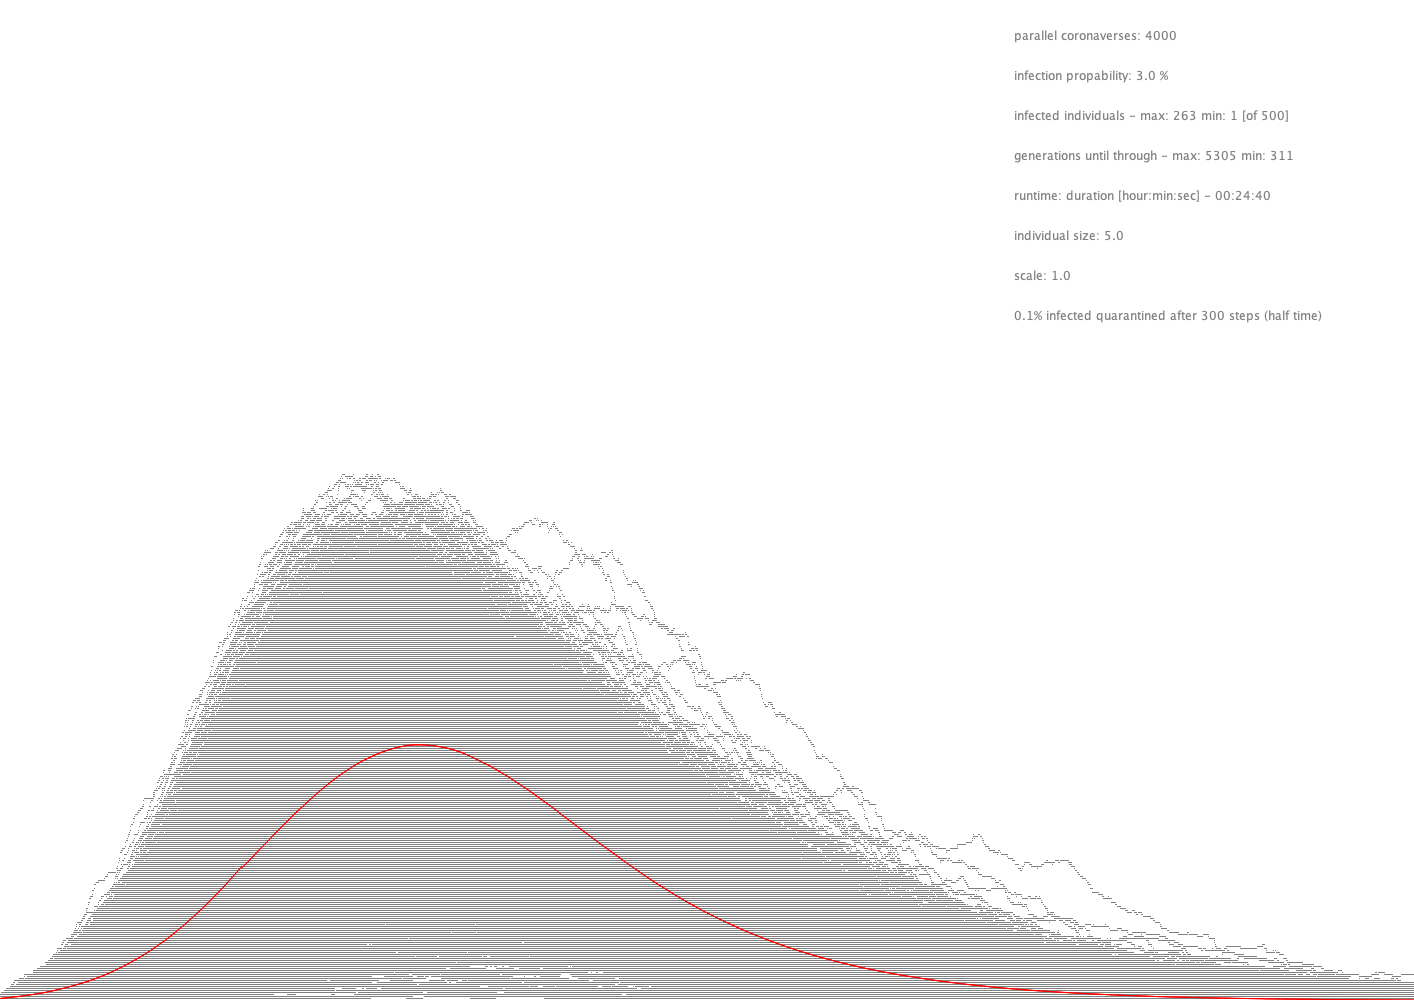 parallel coronaverses: 4000
infection propability: 3.0 %
infected individuals - max: 263 min: 1 [of 500]
generations until through - max: 5305 min: 311
runtime: duration [hour:min:sec] - 00:24:40
individual size: 5.0
scale: 1.0
0.1% infected quarantined after 300 steps (half time)